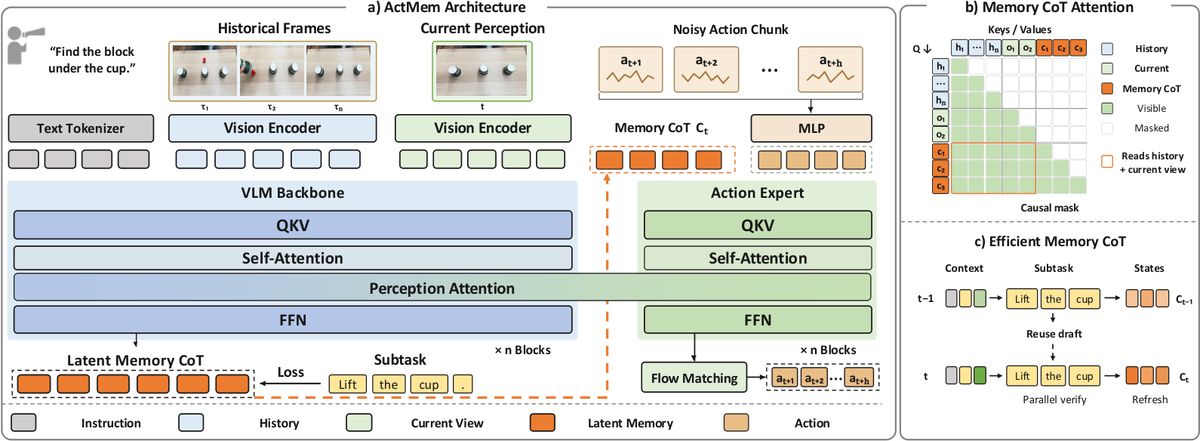 a) ActMem Architecture
"Find the block
under the cup."
Historical Frames
τ₁
τ₂
τₙ
Current Perception
t
Noisy Action Chunk
aₜ₊₁
aₜ₊₂
...
aₜ₊ₕ
Text Tokenizer
Vision Encoder
Vision Encoder
Memory CoT Cₜ
MLP
VLM Backbone
QKV
Self-Attention
Perception Attention
FFN
Action Expert
QKV
Self-Attention
FFN
× n Blocks
× n Blocks
Latent Memory CoT
Loss
Subtask
Lift the cup .
Flow Matching
aₜ₊₁ aₜ₊₂ ... aₜ₊ₕ
Instruction
History
Current View
Latent Memory
Action
b) Memory CoT Attention
Keys / Values
Q ↓
h₁ ... hₙ o₁ o₂ c₁ c₂ c₃
h₁
...
hₙ
o₁
o₂
c₁
c₂
c₃
History
Current
Memory CoT
Visible
Masked
Reads history
+ current view
Causal mask
c) Efficient Memory CoT
Context Subtask States
t−1 Lift the cup Cₜ₋₁
Reuse draft
t Lift the cup Cₜ
Parallel verify Refresh